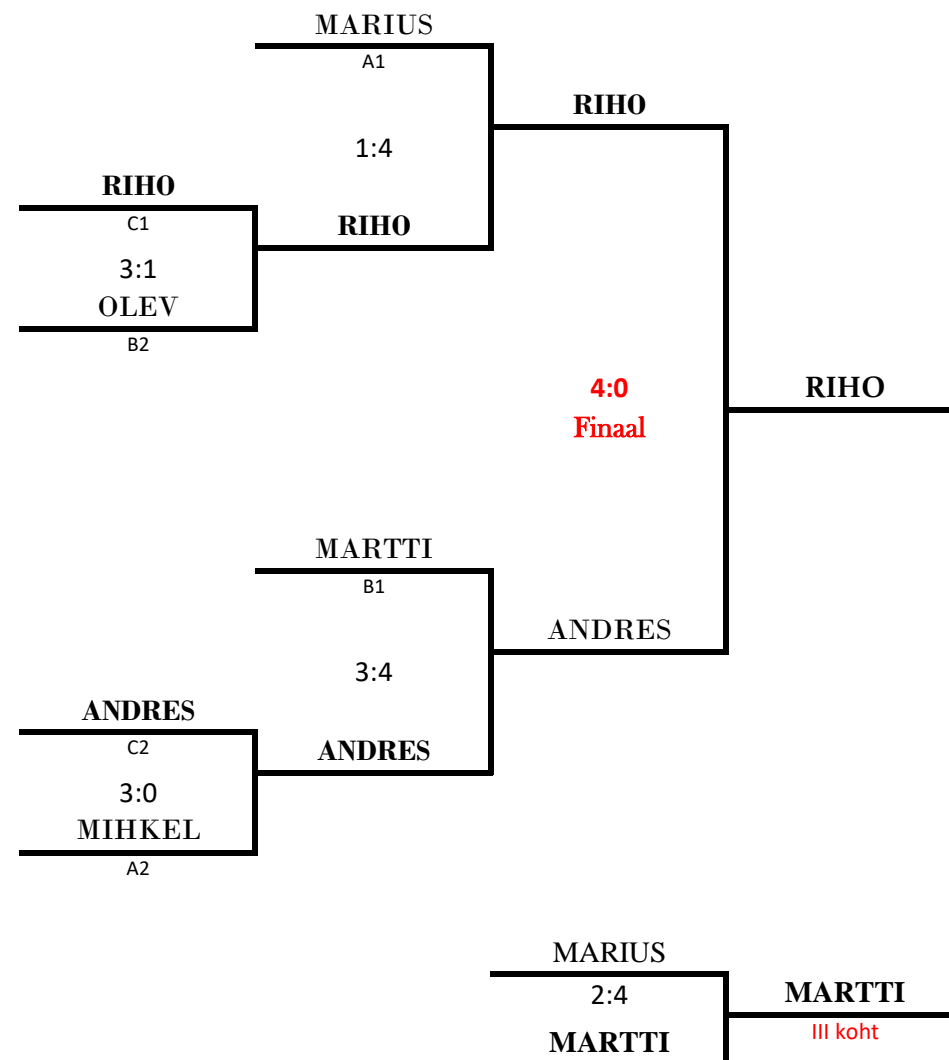 MARIUS
A1
RIHO
1:4
RIHO
C1
RIHO
3:1
OLEV
B2
4:0
RIHO
Finaal
MARTTI
B1
ANDRES
3:4
ANDRES
C2
ANDRES
3:0
MIHKEL
A2
MARIUS
2:4
MARTTI
III koht
MARTTI